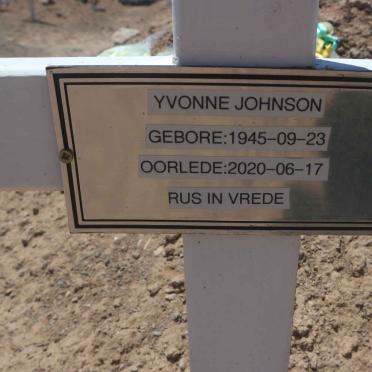 YVONNE JOHNSON
GEBORE:1945-09-23
OORLEDE:2020-06-17
RUS IN VREDE